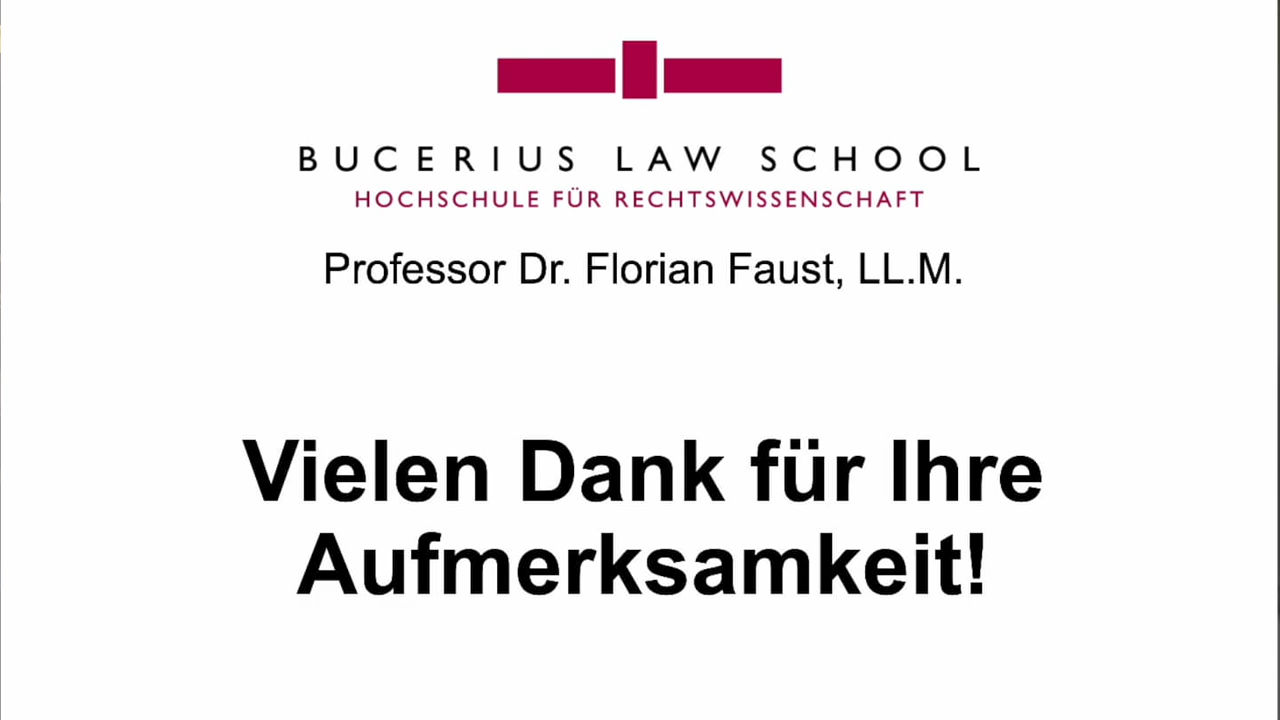 BUCERIUS LAW SCHOOL
HOCHSCHULE FÜR RECHTSWISSENSCHAFT
Professor Dr. Florian Faust, LL.M.
Vielen Dank für Ihre
Aufmerksamkeit!